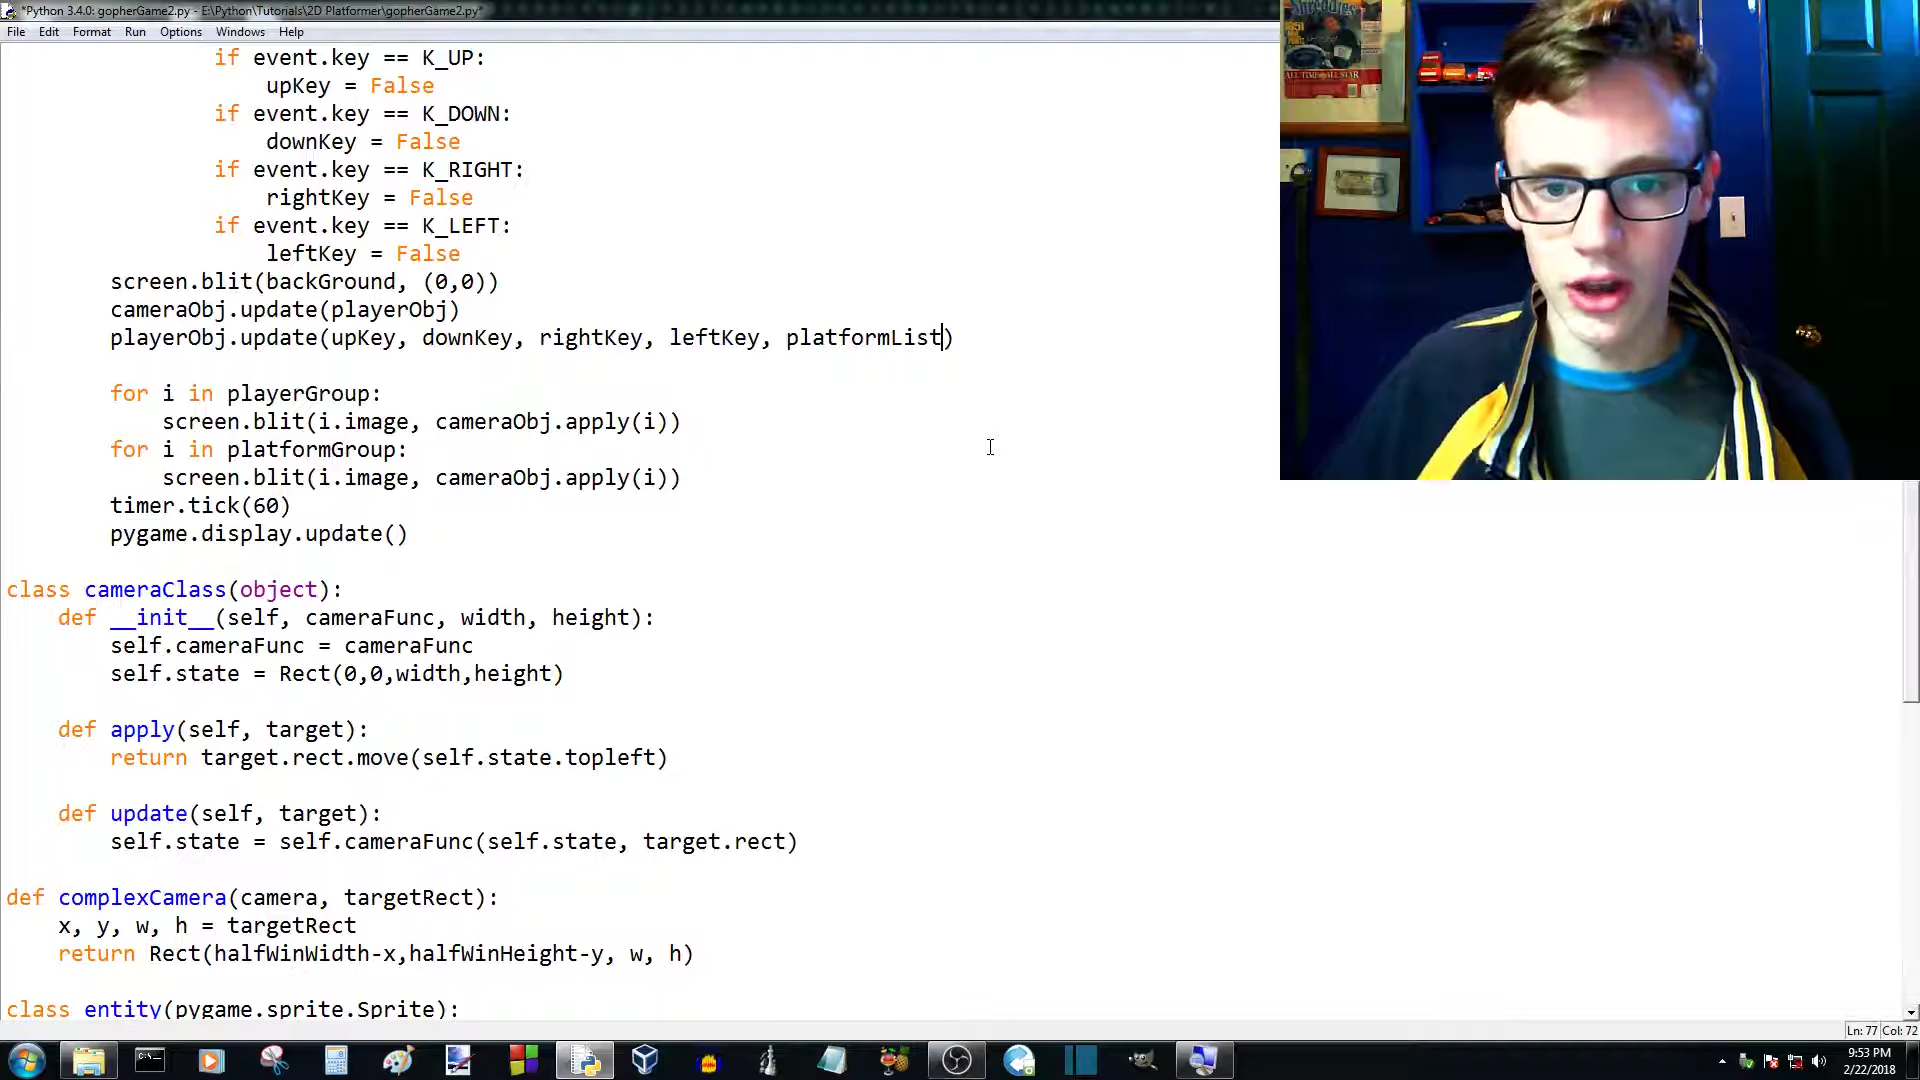 *Python 3.4.0: gopherGame2.py - E:\Python\Tutorials\2D Platformer\gopherGame2.py*
File Edit Format Run Options Windows Help
if event.key == K_UP:
upKey = False
if event.key == K_DOWN:
downKey = False
if event.key == K_RIGHT:
rightKey = False
if event.key == K_LEFT:
leftKey = False
screen.blit(backGround, (0,0))
cameraObj.update(playerObj)
playerObj.update(upKey, downKey, rightKey, leftKey, platformList)
for i in playerGroup:
screen.blit(i.image, cameraObj.apply(i))
for i in platformGroup:
screen.blit(i.image, cameraObj.apply(i))
timer.tick(60)
pygame.display.update()
class cameraClass(object):
def __init__(self, cameraFunc, width, height):
self.cameraFunc = cameraFunc
self.state = Rect(0,0,width,height)
def apply(self, target):
return target.rect.move(self.state.topleft)
def update(self, target):
self.state = self.cameraFunc(self.state, target.rect)
def complexCamera(camera, targetRect):
x, y, w, h = targetRect
return Rect(halfWinWidth-x,halfWinHeight-y, w, h)
class entity(pygame.sprite.Sprite):
Ln: 77 Col: 72
9:53 PM
2/22/2018
Shreddies
ALL TIME ALL STAR